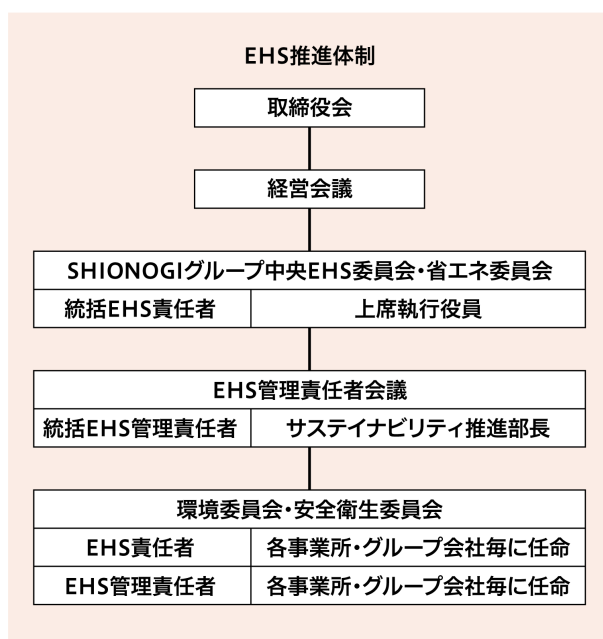 EHS推進体制
取締役会
経営会議
SHIONOGIグループ中央EHS委員会・省エネ委員会
統括EHS責任者 上席執行役員
EHS管理責任者会議
統括EHS管理責任者 サステイナビリティ推進部長
環境委員会・安全衛生委員会
EHS責任者 各事業所・グループ会社毎に任命
EHS管理責任者 各事業所・グループ会社毎に任命